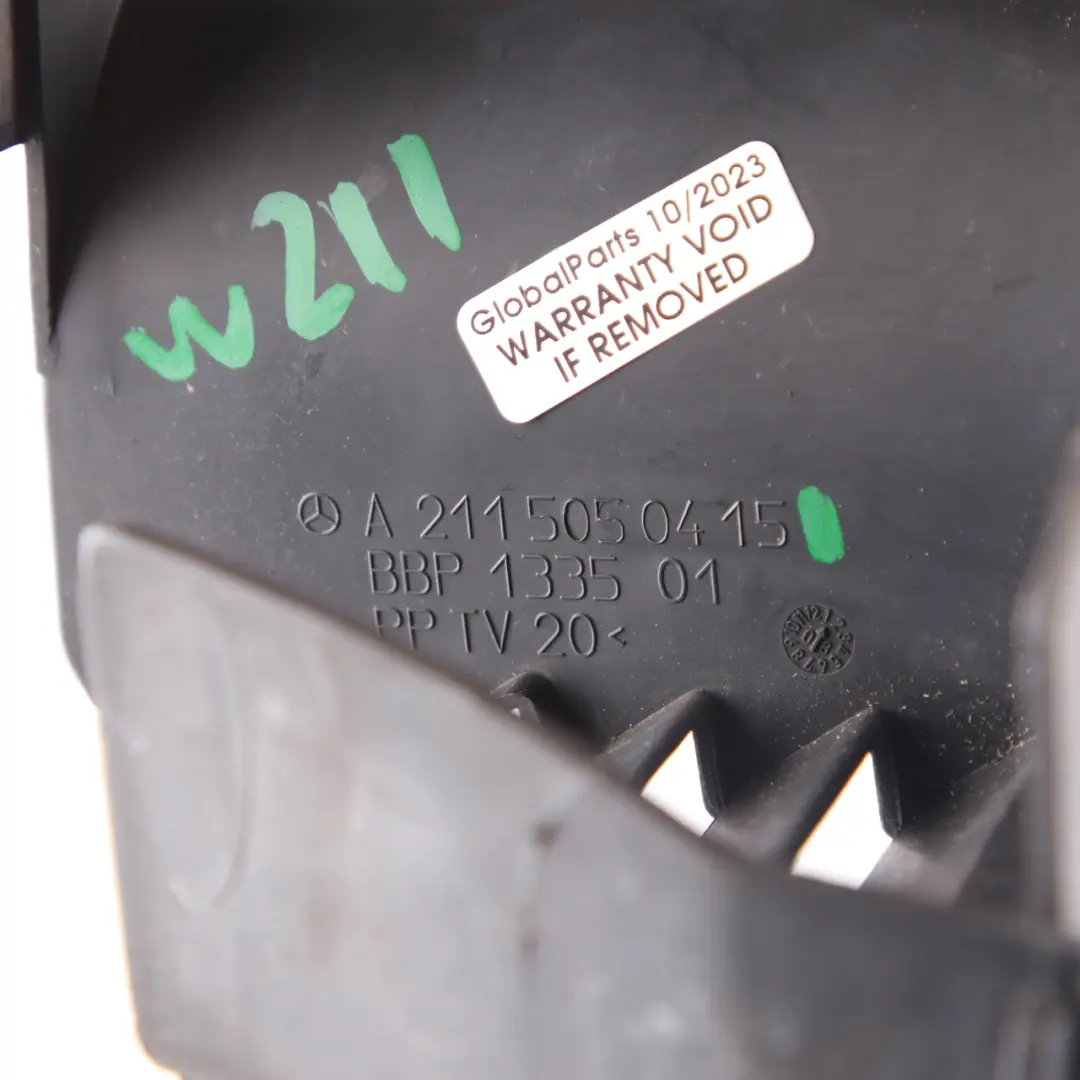 w211
GlobalParts 10/2023
WARRANTY VOID
IF REMOVED
A 211 505 04 15
BBP 1335 01
PP TV 20<